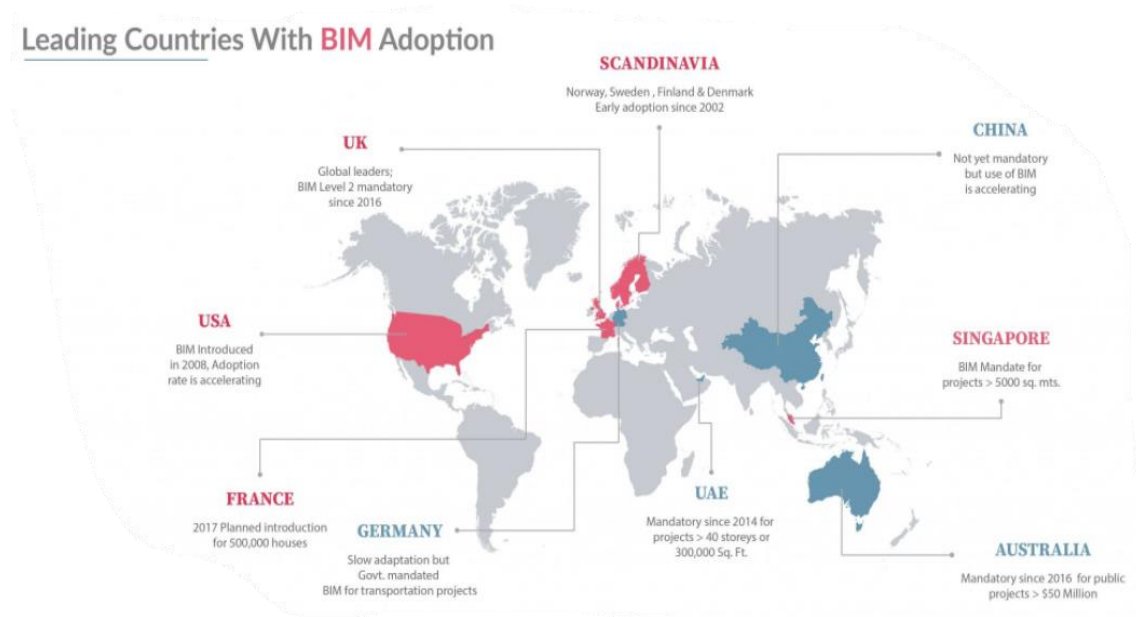 Leading Countries With BIM Adoption
SCANDINAVIA
Norway, Sweden , Finland & Denmark
Early adoption since 2002
UK
Global leaders;
BIM Level 2 mandatory
since 2016
CHINA
Not yet mandatory
but use of BIM
is accelerating
USA
BIM Introduced
in 2008, Adoption
rate is accelerating
SINGAPORE
BIM Mandate for
projects > 5000 sq. mts.
FRANCE
2017 Planned introduction
for 500,000 houses
GERMANY
Slow adaptation but
Govt. mandated
BIM for transportation projects
UAE
Mandatory since 2014 for
projects > 40 storeys or
300,000 Sq. Ft.
AUSTRALIA
Mandatory since 2016 for public
projects > $50 Million